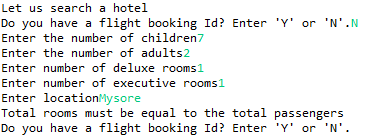 Let us search a hotel
Do you have a flight booking Id? Enter 'Y' or 'N'.N
Enter the number of children7
Enter the number of adults2
Enter number of deluxe rooms1
Enter number of executive rooms1
Enter locationMysore
Total rooms must be equal to the total passengers
Do you have a flight booking Id? Enter 'Y' or 'N'.